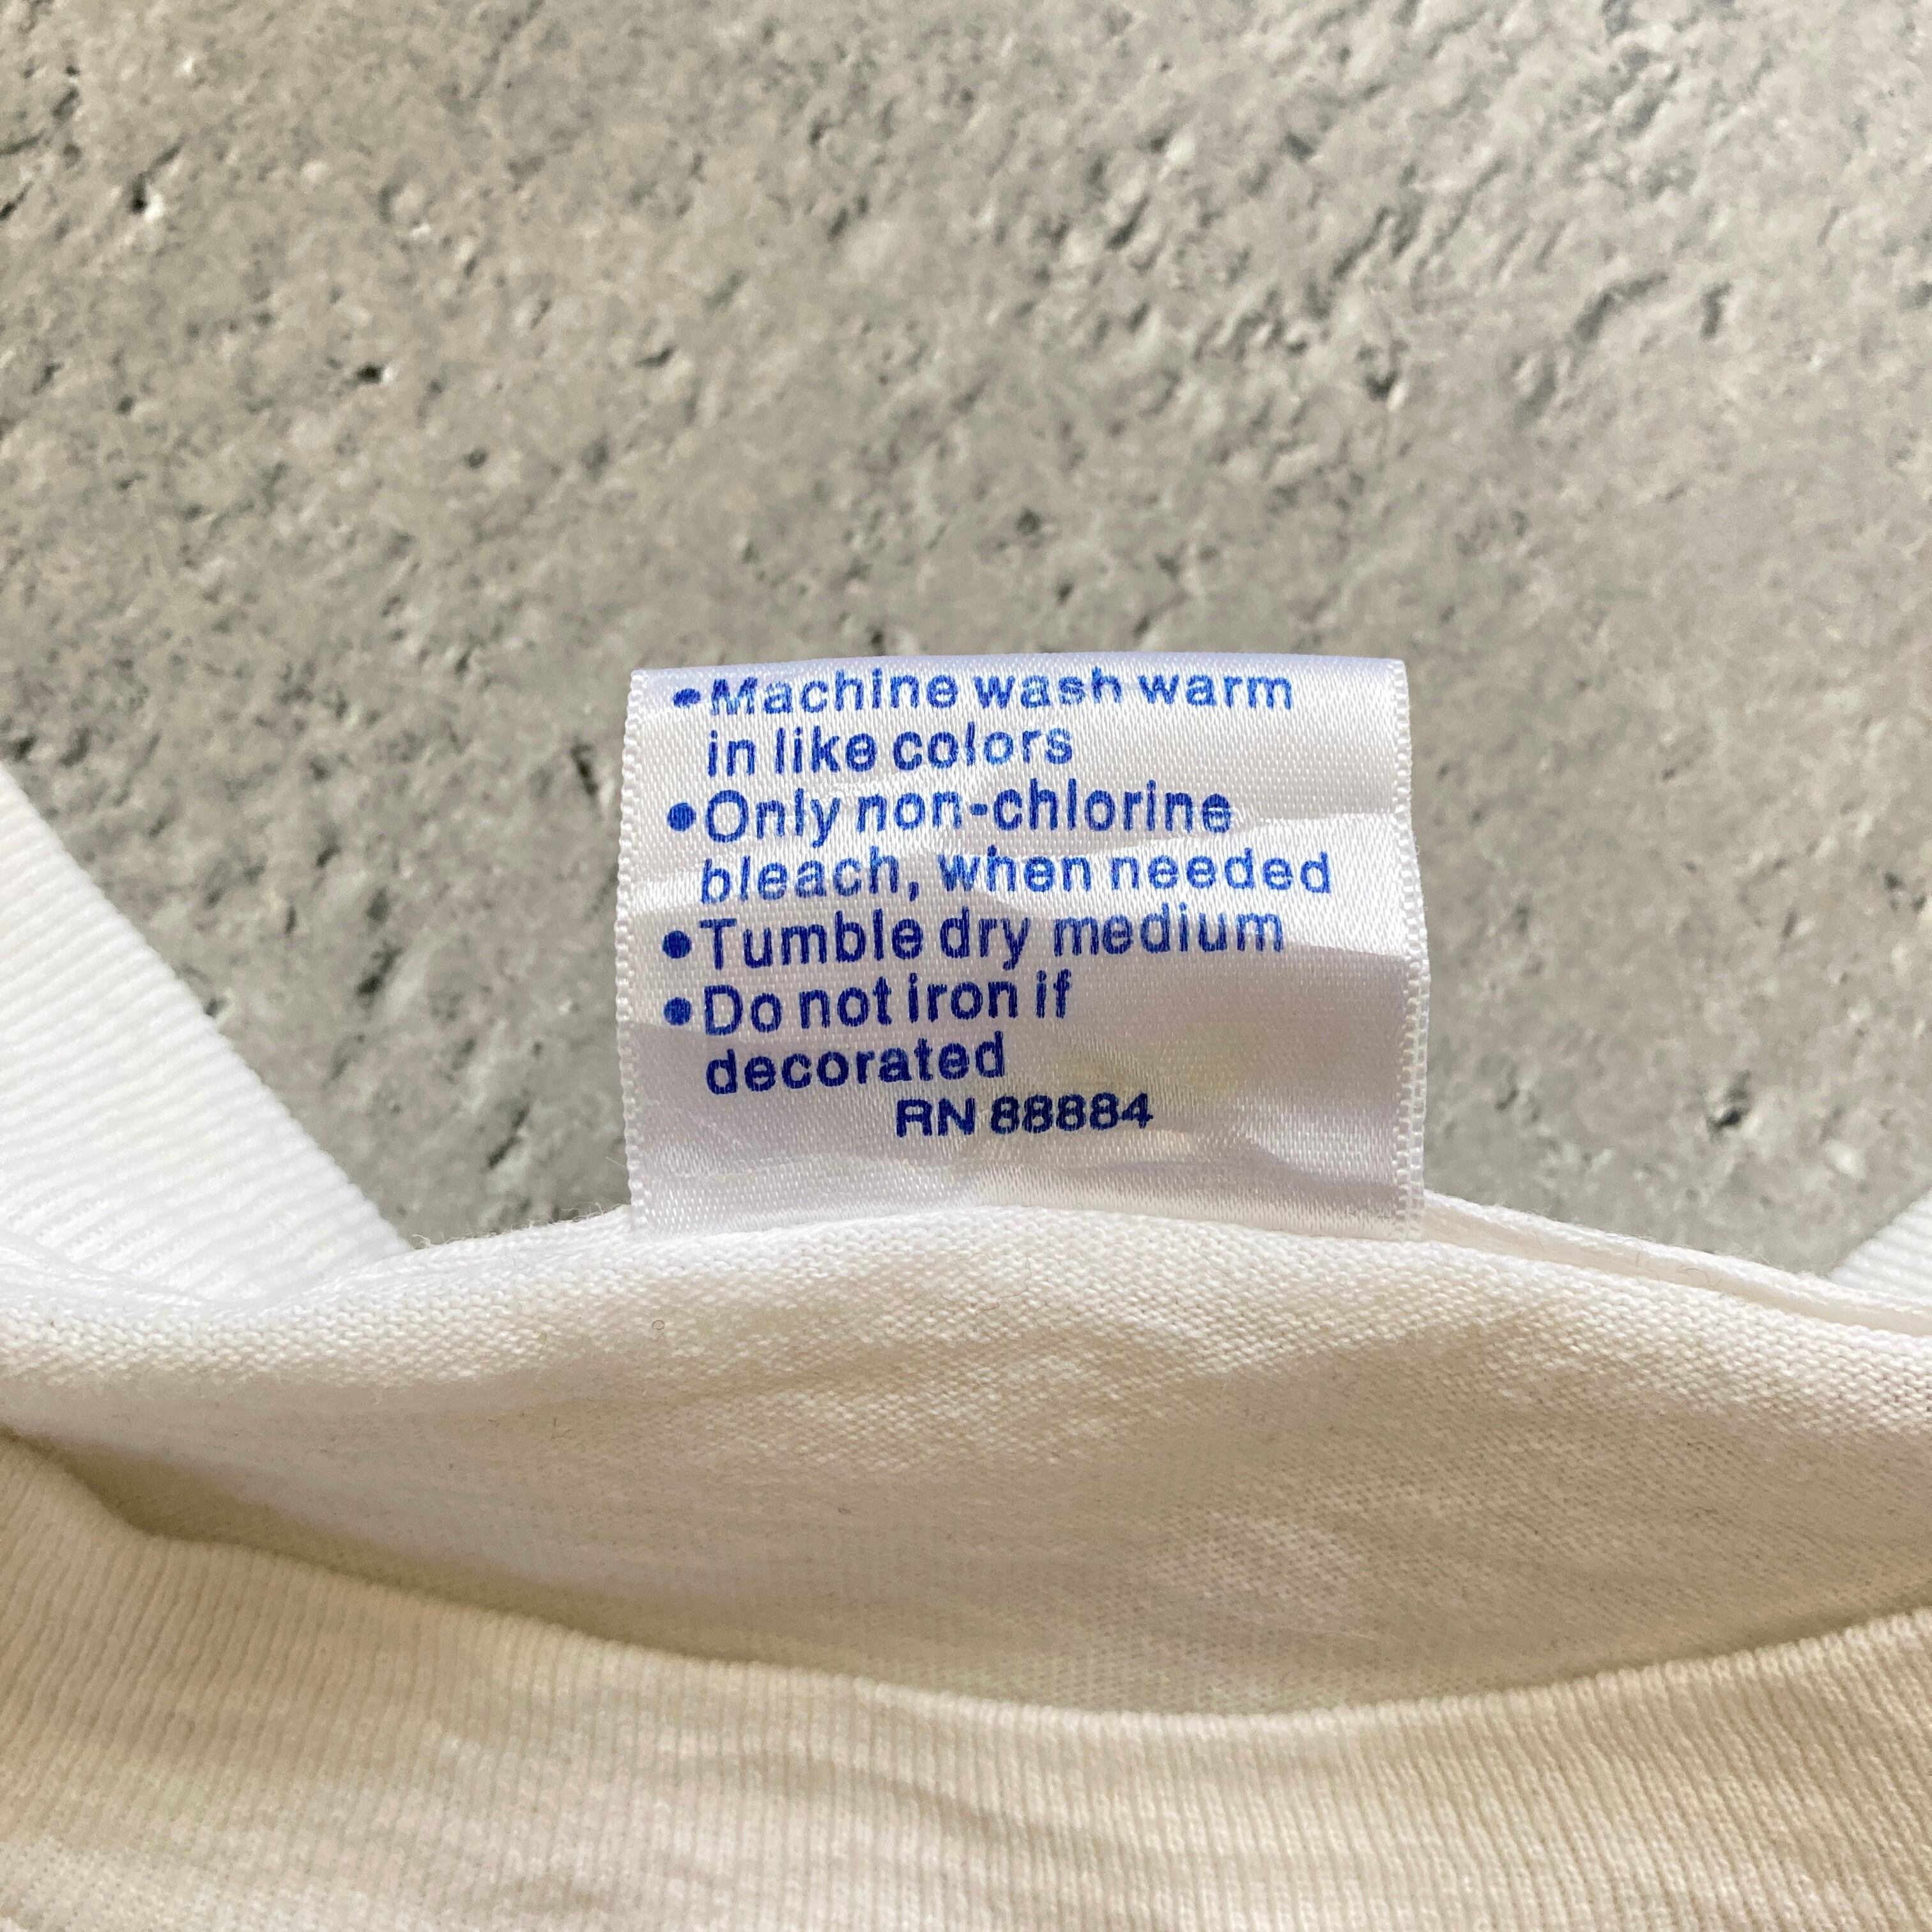 •Machine wash warm
in like colors
•Only non-chlorine
bleach, when needed
•Tumble dry medium
•Do not iron if
decorated
RN 88884